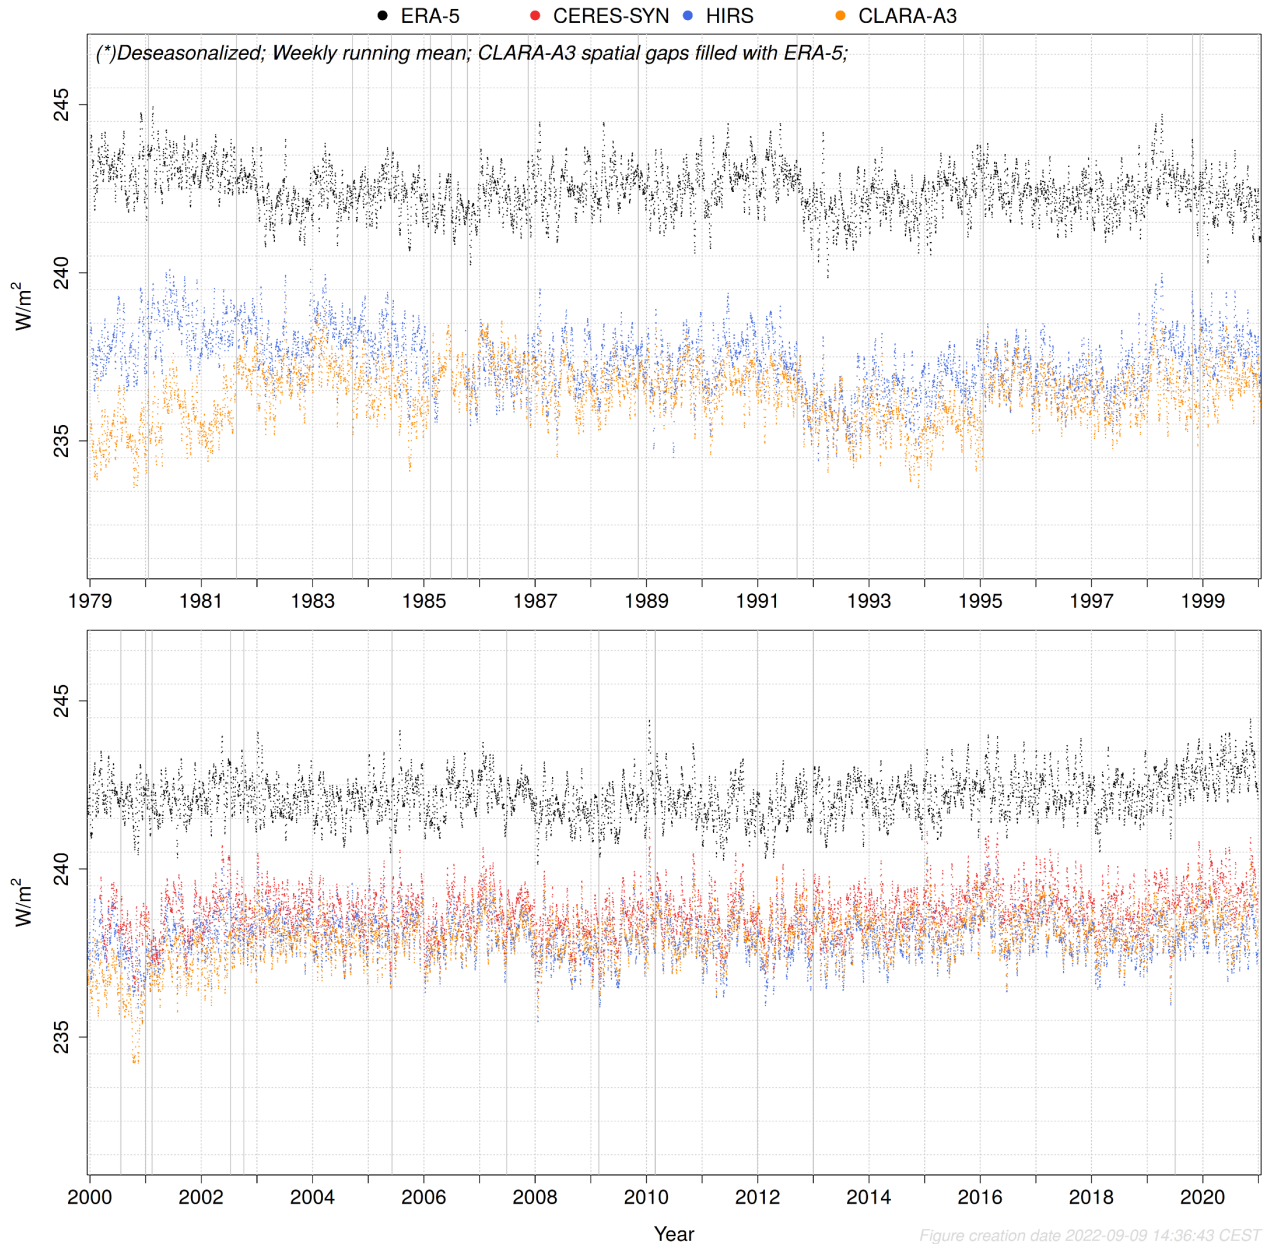 ERA-5 CERES-SYN HIRS CLARA-A3
(*)Deseasonalized; Weekly running mean; CLARA-A3 spatial gaps filled with ERA-5;
245
240
235
W/m²
1979 1981 1983 1985 1987 1989 1991 1993 1995 1997 1999
245
240
235
W/m²
2000 2002 2004 2006 2008 2010 2012 2014 2016 2018 2020
Year
Figure creation date 2022-09-09 14:36:43 CEST